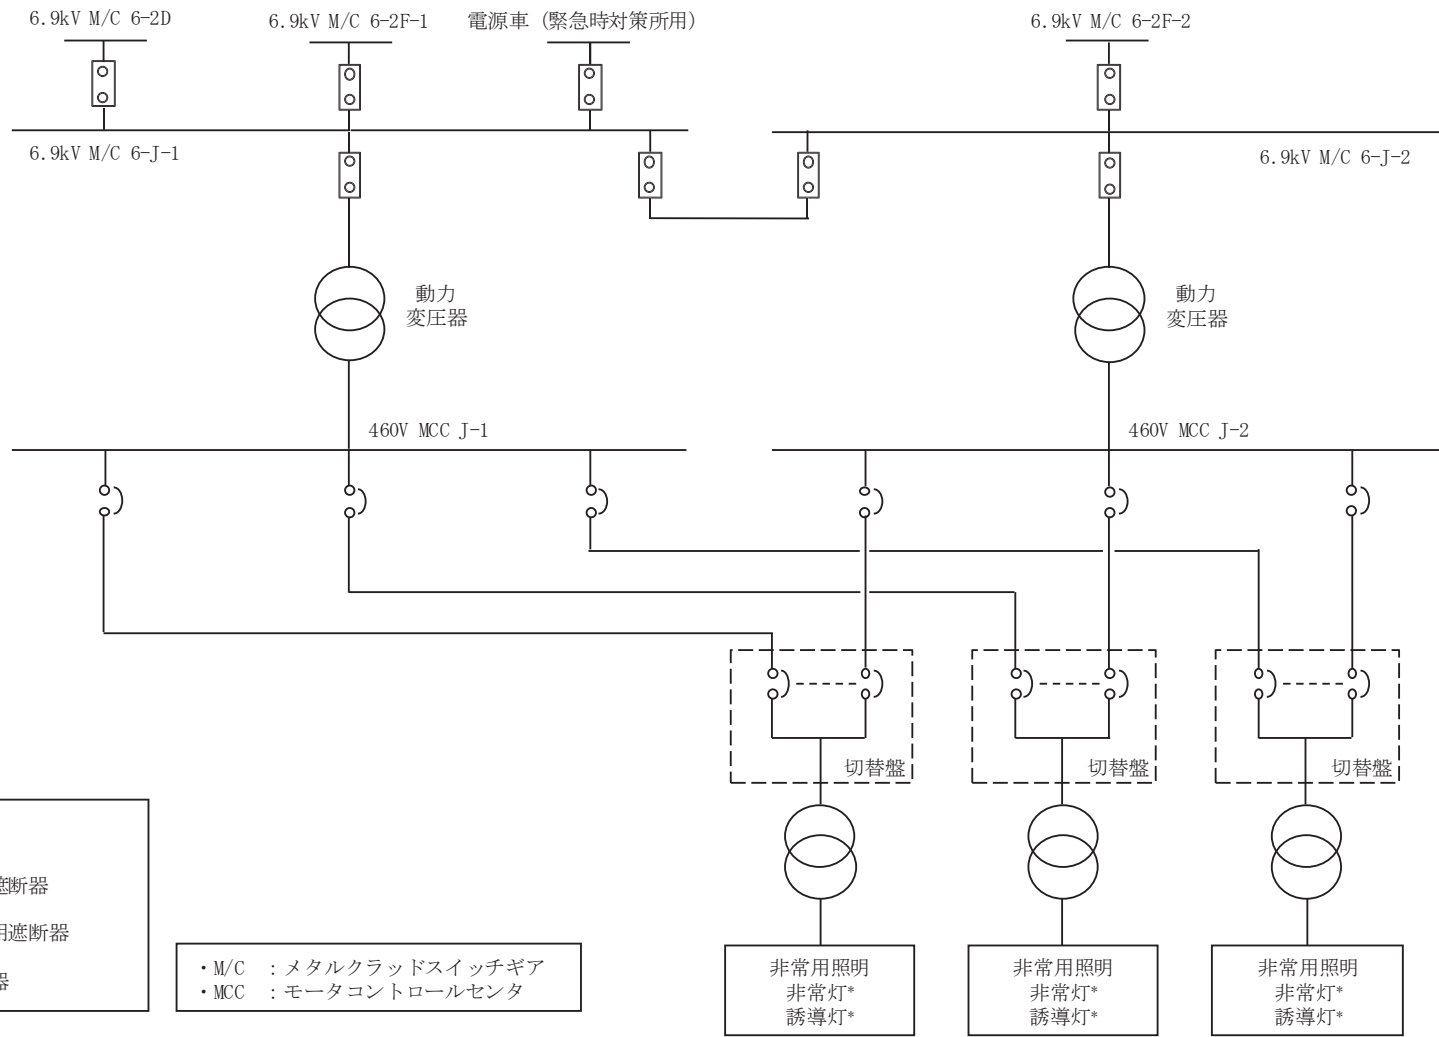 6.9kV M/C 6-2D
6.9kV M/C 6-2F-1
電源車（緊急時対策所用）
6.9kV M/C 6-2F-2
6.9kV M/C 6-J-1
6.9kV M/C 6-J-2
動力
変圧器
動力
変圧器
460V MCC J-1
460V MCC J-2
切替盤
切替盤
切替盤
遮断器
用遮断器
器
・M/C ：メタルクラッドスイッチギア
・MCC ：モータコントロールセンタ
非常用照明
非常灯*
誘導灯*
非常用照明
非常灯*
誘導灯*
非常用照明
非常灯*
誘導灯*